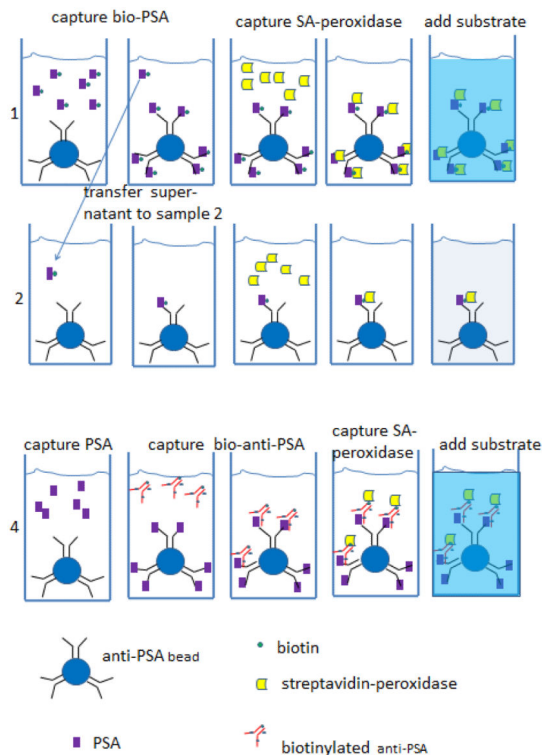 capture bio-PSA
capture SA-peroxidase
add substrate
1
transfer super-
natant to sample 2
2
capture PSA
capture bio-anti-PSA
capture SA-
peroxidase
add substrate
4
anti-PSA bead
biotin
streptavidin-peroxidase
PSA
biotinylated anti-PSA